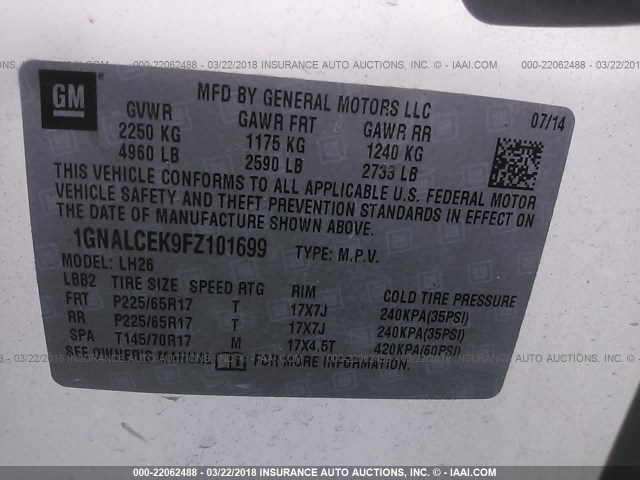 000-22062488 - 03/22/2018 INSURANCE AUTO AUCTIONS, INC. © - IAAI.COM
GM
MFD BY GENERAL MOTORS LLC
07/14
GVWR GAWR FRT GAWR RR
2250 KG 1175 KG 1240 KG
4960 LB 2590 LB 2733 LB
THIS VEHICLE CONFORMS TO ALL APPLICABLE U.S. FEDERAL MOTOR
VEHICLE SAFETY AND THEFT PREVENTION STANDARDS IN EFFECT ON
THE DATE OF MANUFACTURE SHOWN ABOVE.
1GNALCEK9FZ101699 TYPE: M.P.V.
MODEL: LH26
LBB2 TIRE SIZE SPEED RTG RIM COLD TIRE PRESSURE
FRT P225/65R17 T 17X7J 240KPA(35PSI)
RR P225/65R17 T 17X7J 240KPA(35PSI)
SPA T145/70R17 M 17X4.5T 420KPA(60PSI)
SEE OWNERS MANUAL FOR MORE INFORMATION.
000-22062488 - 03/22/2018 INSURANCE AUTO AUCTIONS, INC. © - IAAI.COM